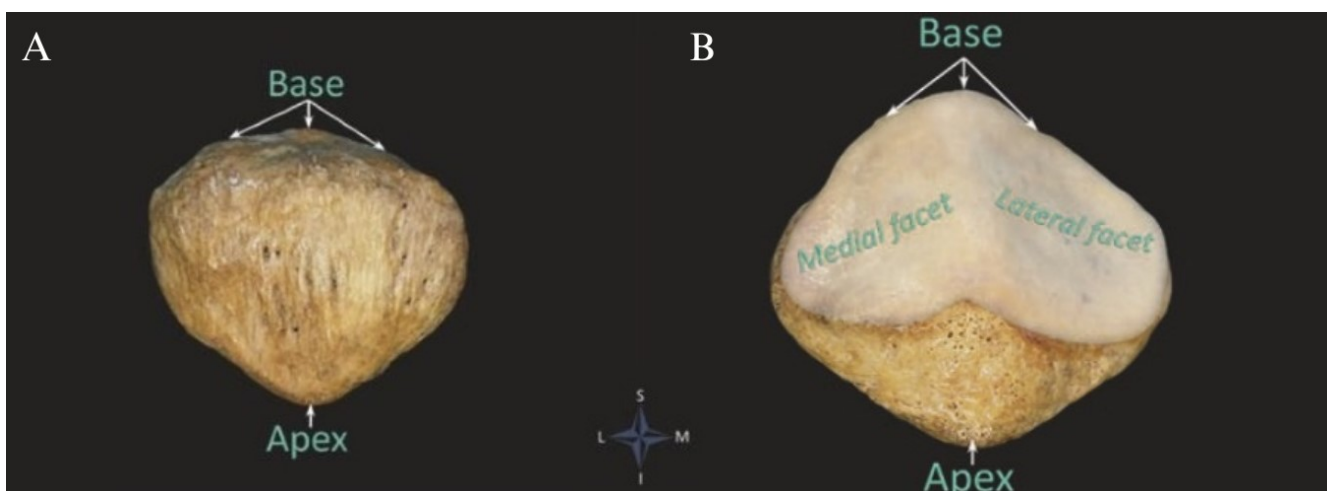 A
B
Base
Base
Medial facet
Lateral facet
S
L
M
I
Apex
Apex